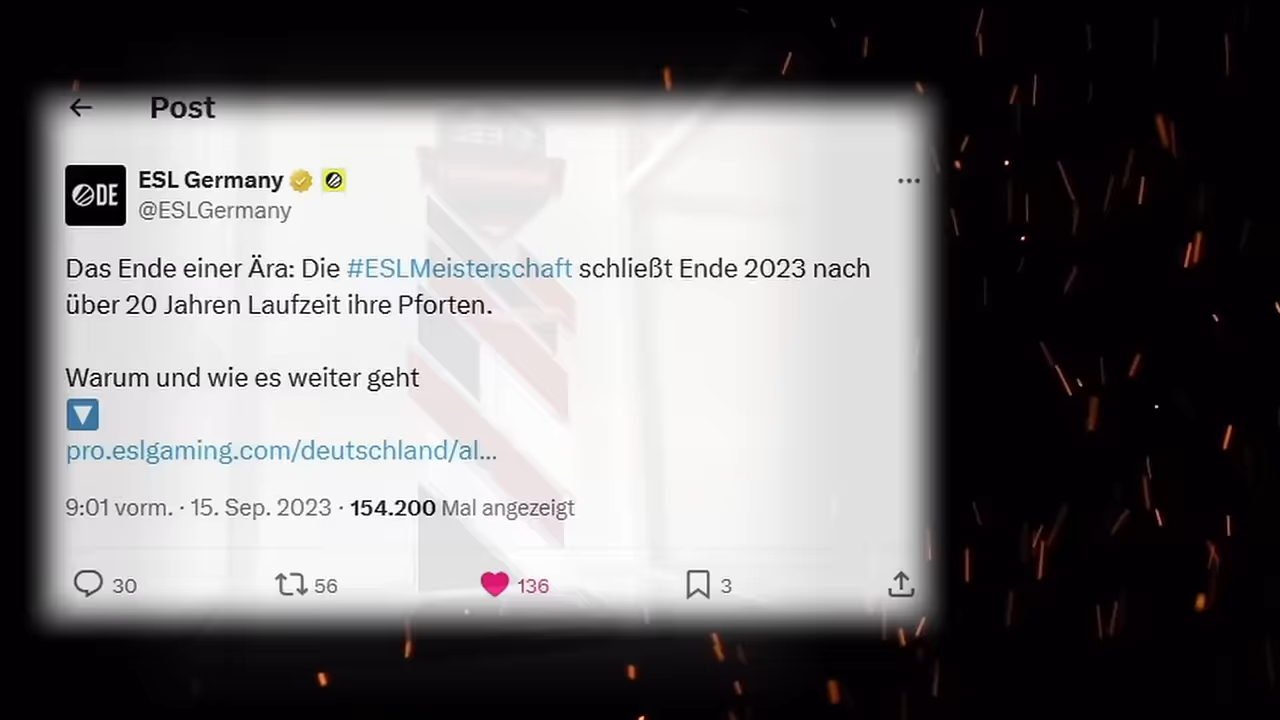 Post
DE
ESL Germany
@ESLGermany
Das Ende einer Ära: Die #ESLMeisterschaft schließt Ende 2023 nach
über 20 Jahren Laufzeit ihre Pforten.
Warum und wie es weiter geht
pro.eslgaming.com/deutschland/al...
9:01 vorm. · 15. Sep. 2023 · 154.200 Mal angezeigt
30 56 136 3